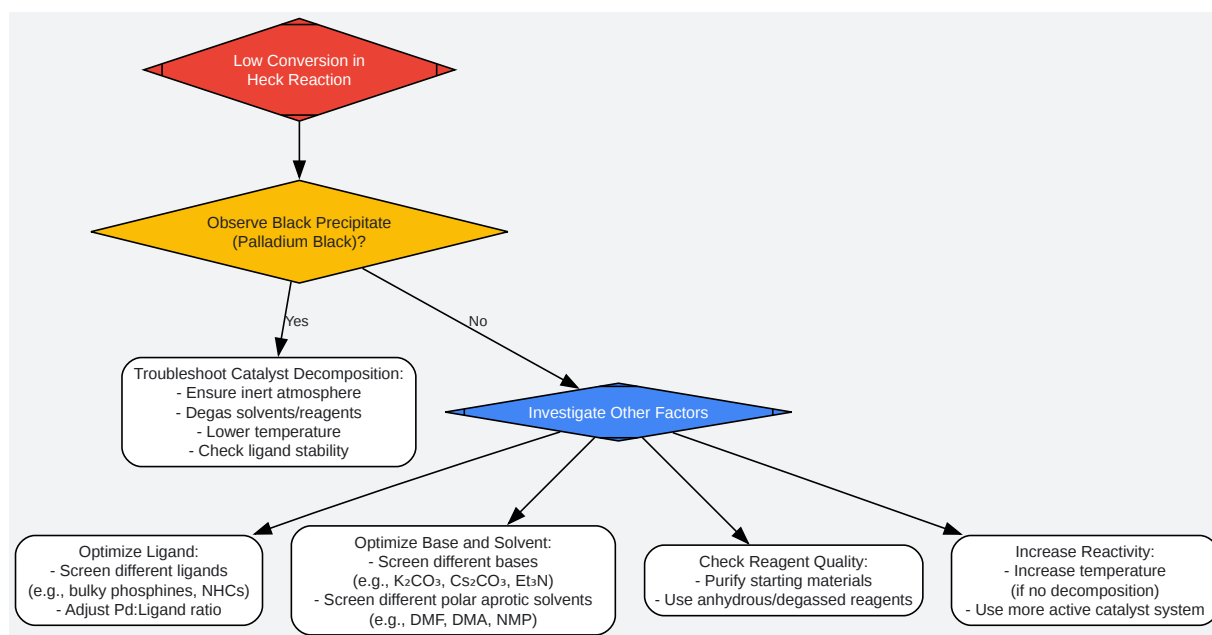 Low Conversion in
Heck Reaction
Observe Black Precipitate
(Palladium Black)?
Yes
No
Troubleshoot Catalyst Decomposition:
- Ensure inert atmosphere
- Degas solvents/reagents
- Lower temperature
- Check ligand stability
Investigate Other Factors
Optimize Ligand:
- Screen different ligands
(e.g., bulky phosphines, NHCs)
- Adjust Pd:Ligand ratio
Optimize Base and Solvent:
- Screen different bases
(e.g., K₂CO₃, Cs₂CO₃, Et₃N)
- Screen different polar aprotic solvents
(e.g., DMF, DMA, NMP)
Check Reagent Quality:
- Purify starting materials
- Use anhydrous/degassed reagents
Increase Reactivity:
- Increase temperature
(if no decomposition)
- Use more active catalyst system